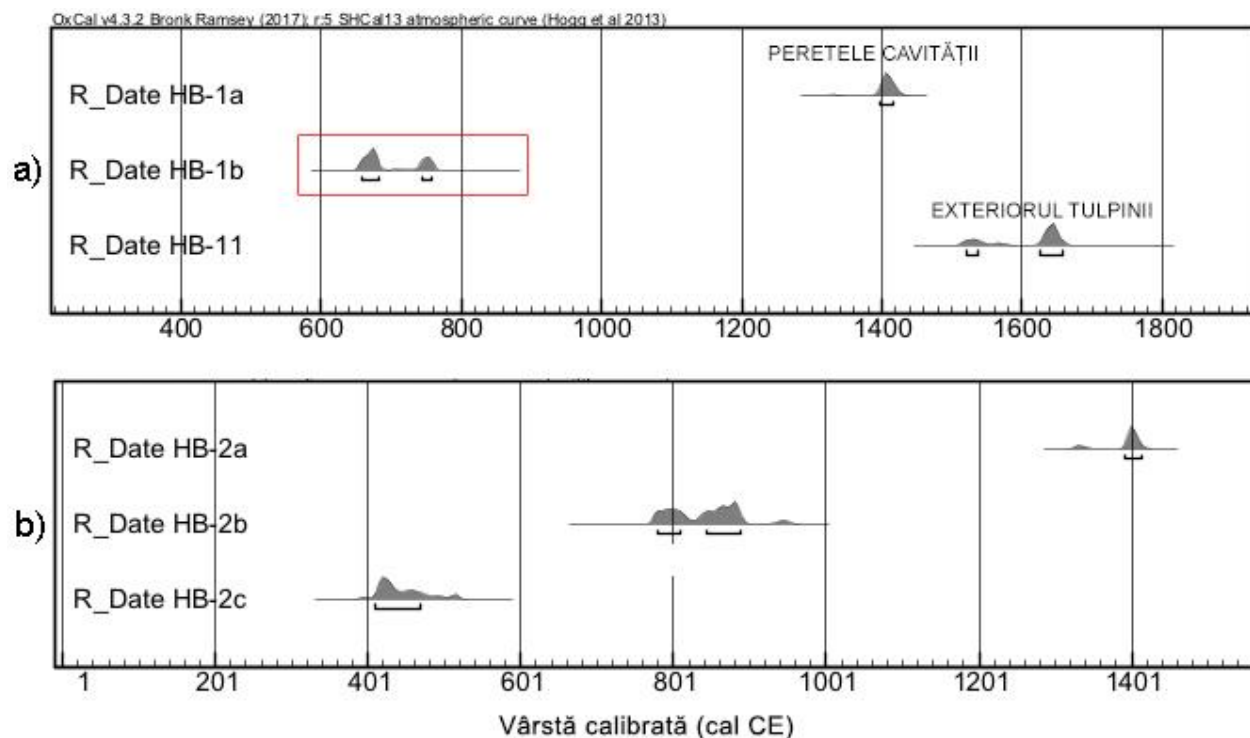 OxCal v4.3.2 Bronk Ramsey (2017); r:5 SHCal13 atmospheric curve (Hogg et al 2013)
PERETELE CAVITĂȚII
R_Date HB-1a
a)
R_Date HB-1b
EXTERIORUL TULPINII
R_Date HB-11
400 600 800 1000 1200 1400 1600 1800
R_Date HB-2a
b)
R_Date HB-2b
R_Date HB-2c
1 201 401 601 801 1001 1201 1401
Vârstă calibrată (cal CE)